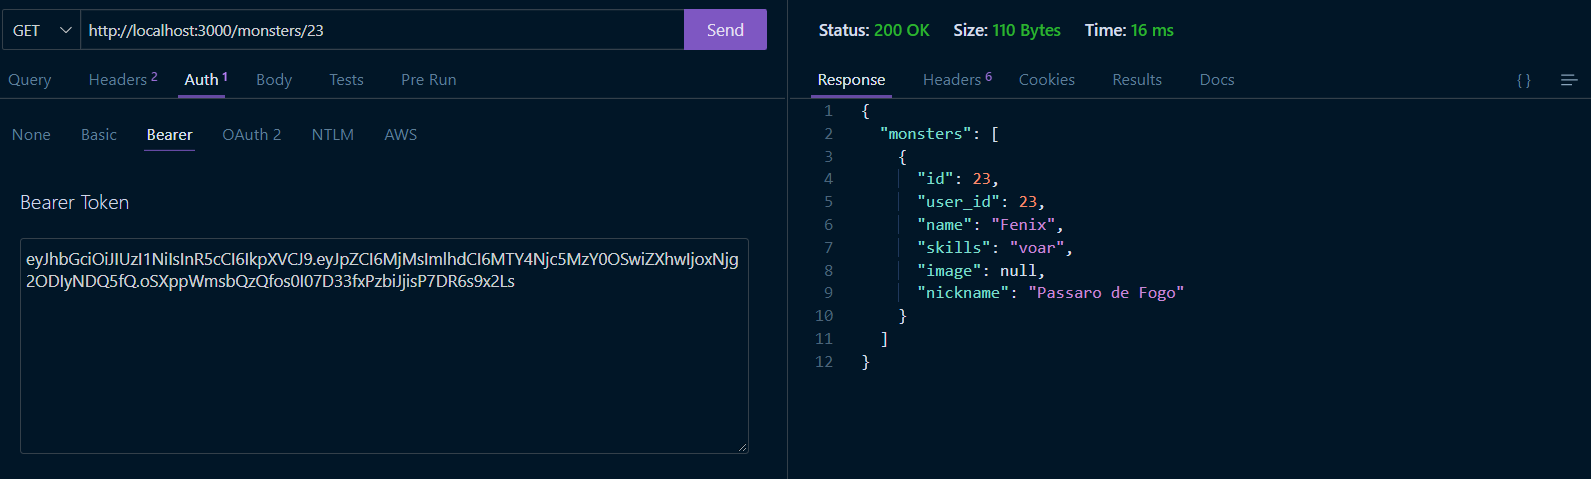 GET http://localhost:3000/monsters/23 Send
Query Headers 2 Auth 1 Body Tests Pre Run
None Basic Bearer OAuth 2 NTLM AWS
Bearer Token
eyJhbGciOiJIUzI1NiIsInR5cCI6IkpXVCJ9.eyJpZCI6MjMsImlhdCI6MTY4Njc5MzY0OSwiZXhwIjoxNjg
2ODIyNDQ5fQ.oSXppWmsbQzQfos0I07D33fxPzbiJjisP7DR6s9x2Ls
Status: 200 OK Size: 110 Bytes Time: 16 ms
Response Headers 6 Cookies Results Docs { }
1 {
2 "monsters": [
3 {
4 "id": 23,
5 "user_id": 23,
6 "name": "Fenix",
7 "skills": "voar",
8 "image": null,
9 "nickname": "Passaro de Fogo"
10 }
11 ]
12 }